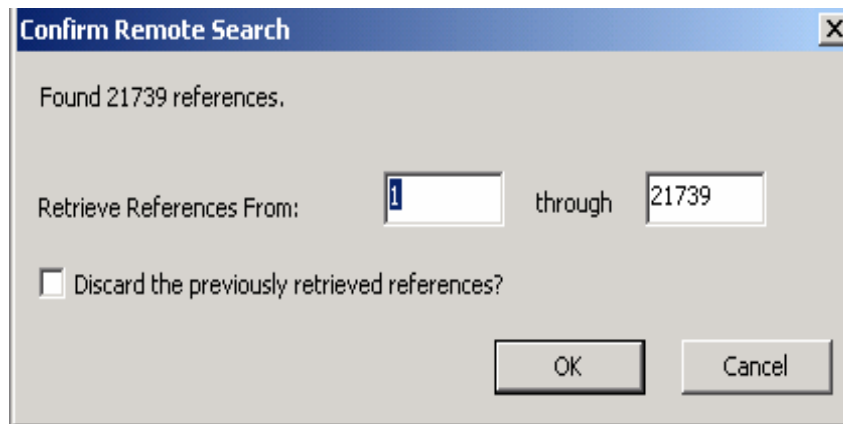 Confirm Remote Search
Found 21739 references.
Retrieve References From: 1 through 21739
Discard the previously retrieved references?
OK Cancel